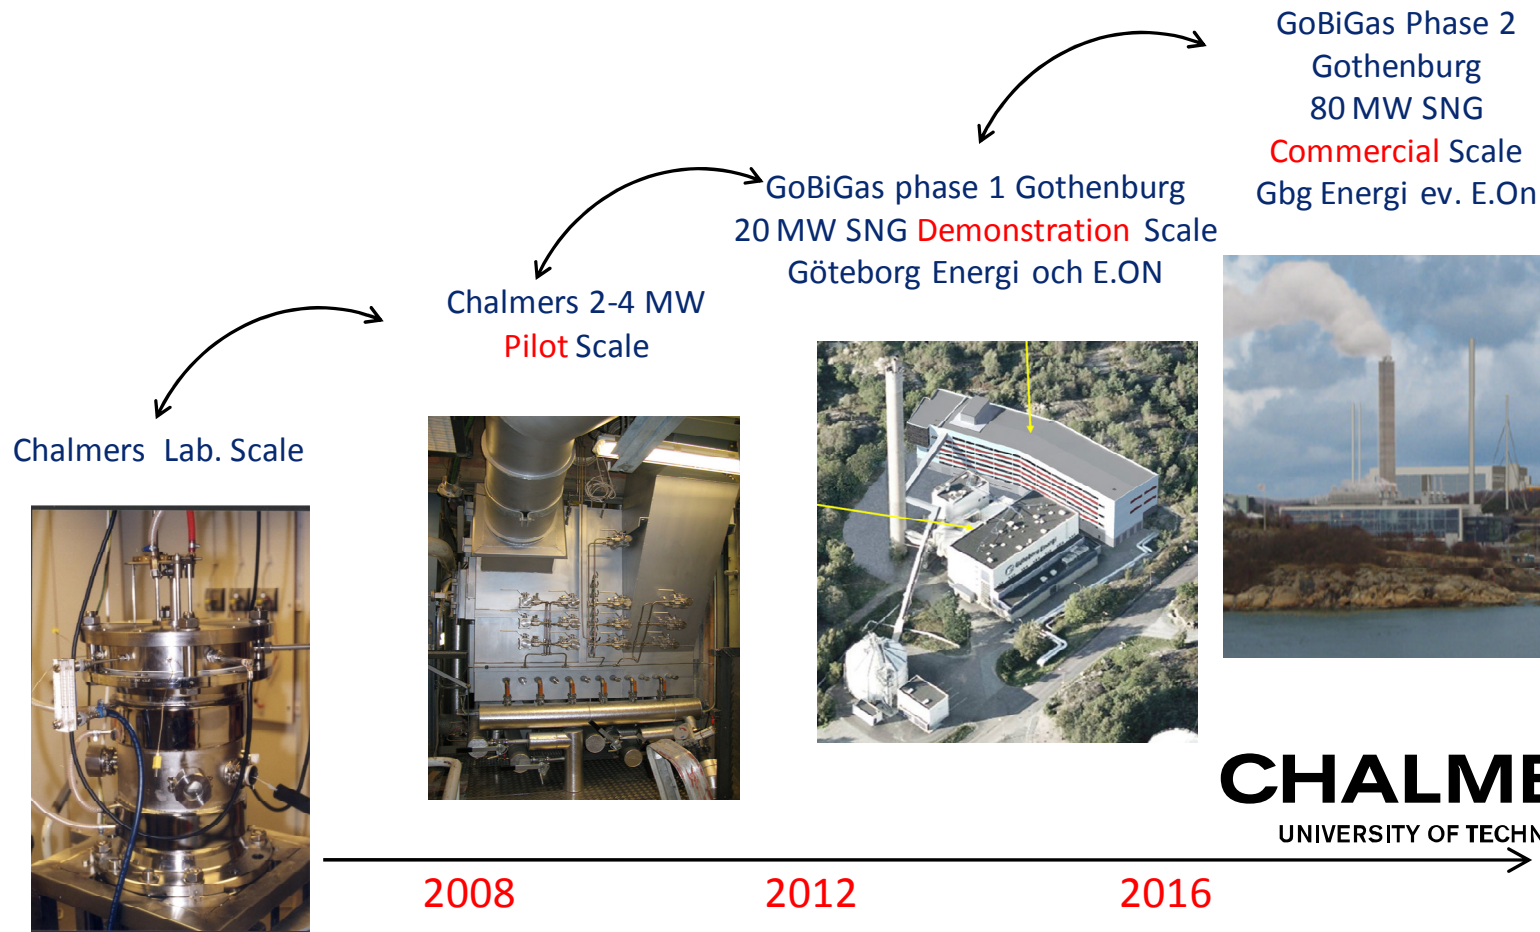 GoBiGas Phase 2
Gothenburg
80 MW SNG
Commercial Scale
Gbg Energi ev. E.On
GoBiGas phase 1 Gothenburg
20 MW SNG Demonstration Scale
Göteborg Energi och E.ON
Chalmers 2-4 MW
Pilot Scale
Chalmers Lab. Scale
Göteborg Energi
CHALME
UNIVERSITY OF TECHN
2008
2012
2016